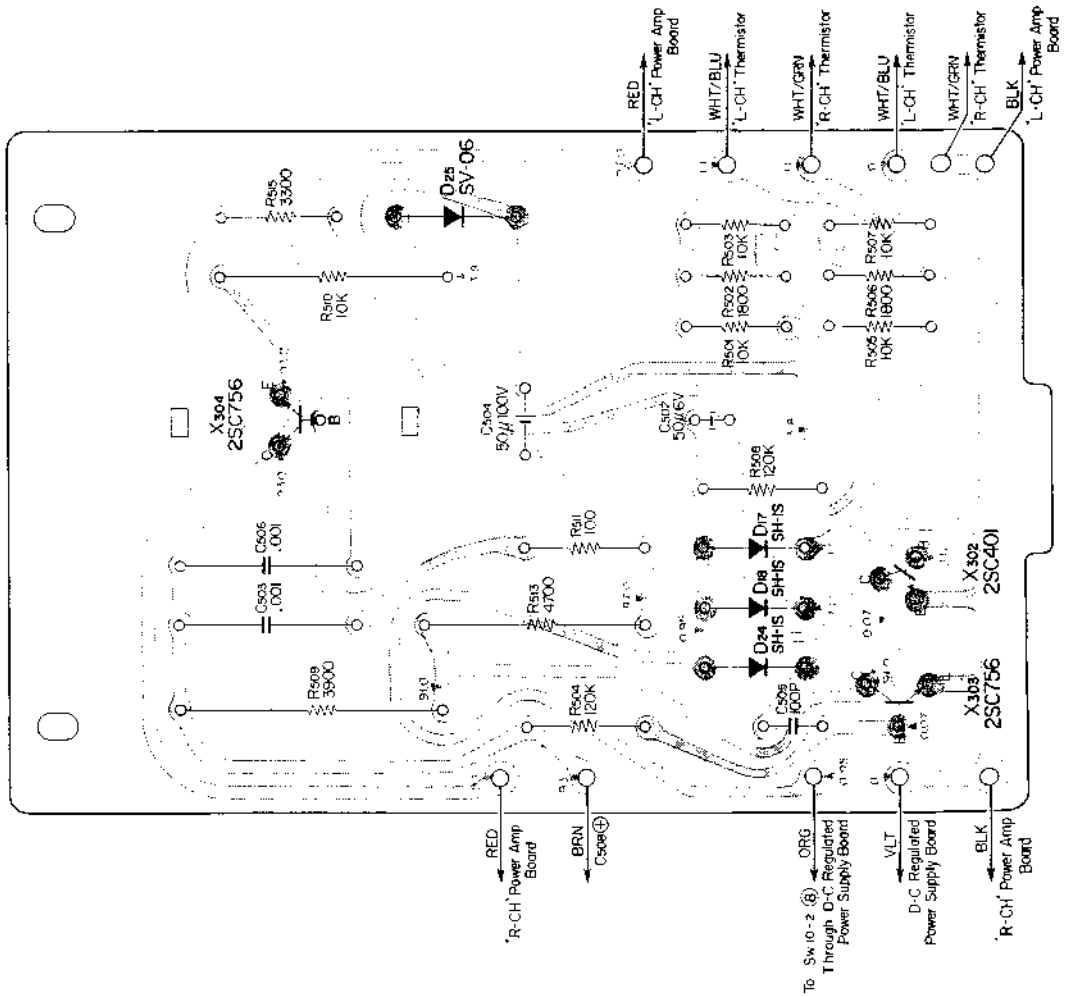 RED
"L-CH" Power Amp
Board
WHT/BLU
"L-CH" Thermistor
WHT/GRN
"R-CH" Thermistor
WHT/BLU
"L-CH" Thermistor
WHT/GRN
"R-CH" Thermistor
BLK
"L-CH" Power Amp
Board
R515
3300
D25
SV-06
R510
10K
R503
10K
R507
10K
R502
1800
R506
1800
R501
10K
R505
10K
X304
2SC756
C
E
B
C504
50μ100V
C502
50μ6V
R508
120K
C506
.001
R511
100
D17
SH-1S
C503
.001
R513
4700
D18
SH-1S
X302
2SC401
D24
SH-1S
R509
3900
R504
120K
C505
100P
X303
2SC756
RED
"R-CH" Power Amp
Board
BRN
C508⊕
ORG
To SW10-2 ⑧
Through D-C Regulated
Power Supply Board
VLT
D-C Regulated
Power Supply Board
BLK
"R-CH" Power Amp
Board